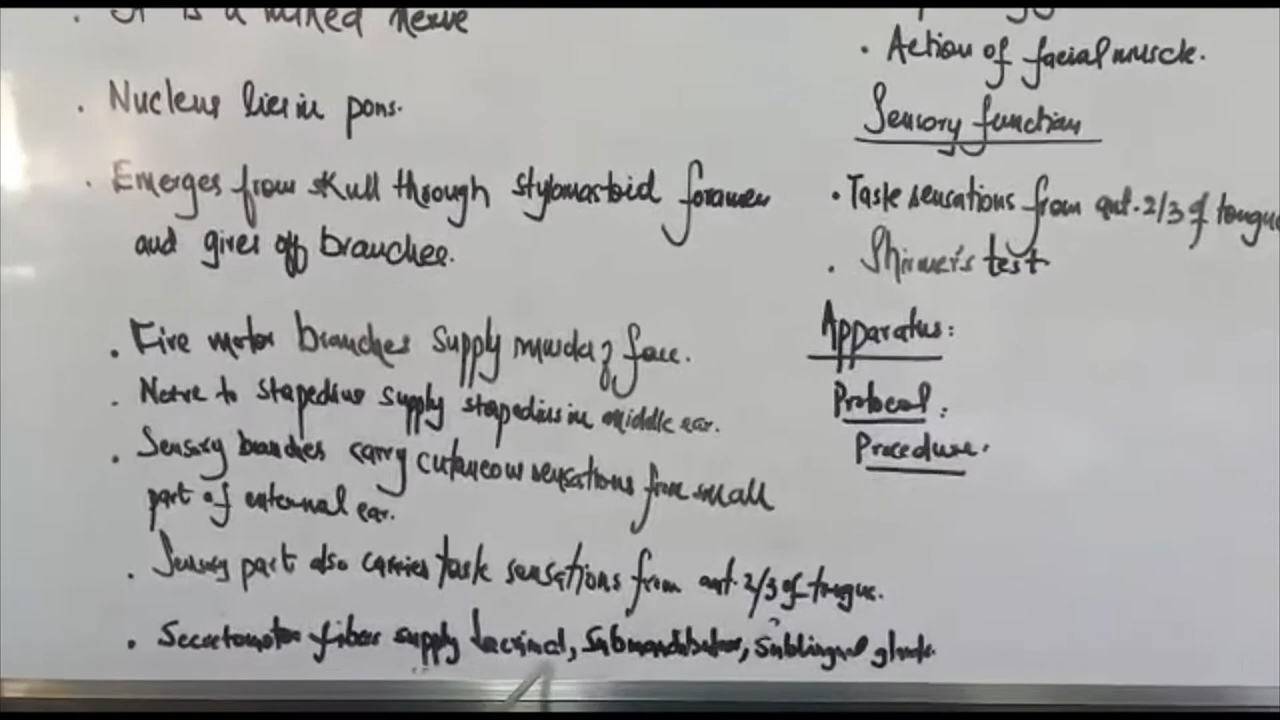 It is a mixed nerve
. Nucleus lies in pons.
. Emerges from skull through stylomastoid foramen
and gives off branches.
. Five motor branches supply muscles of face.
. Nerve to stapedius supply stapedius in middle ear.
. Sensory branches carry cutaneous sensations from small
part of external ear.
. Sensory part also carries taste sensations from ant. 2/3 of tongue.
. Secretomotor fibers supply lacrimal, submandibular, sublingual glands
. Action of facial muscle.
Sensory function
. Taste sensations from ant. 2/3 of tongue
. Shirmer's test
Apparatus:
Protocol:
Procedure.